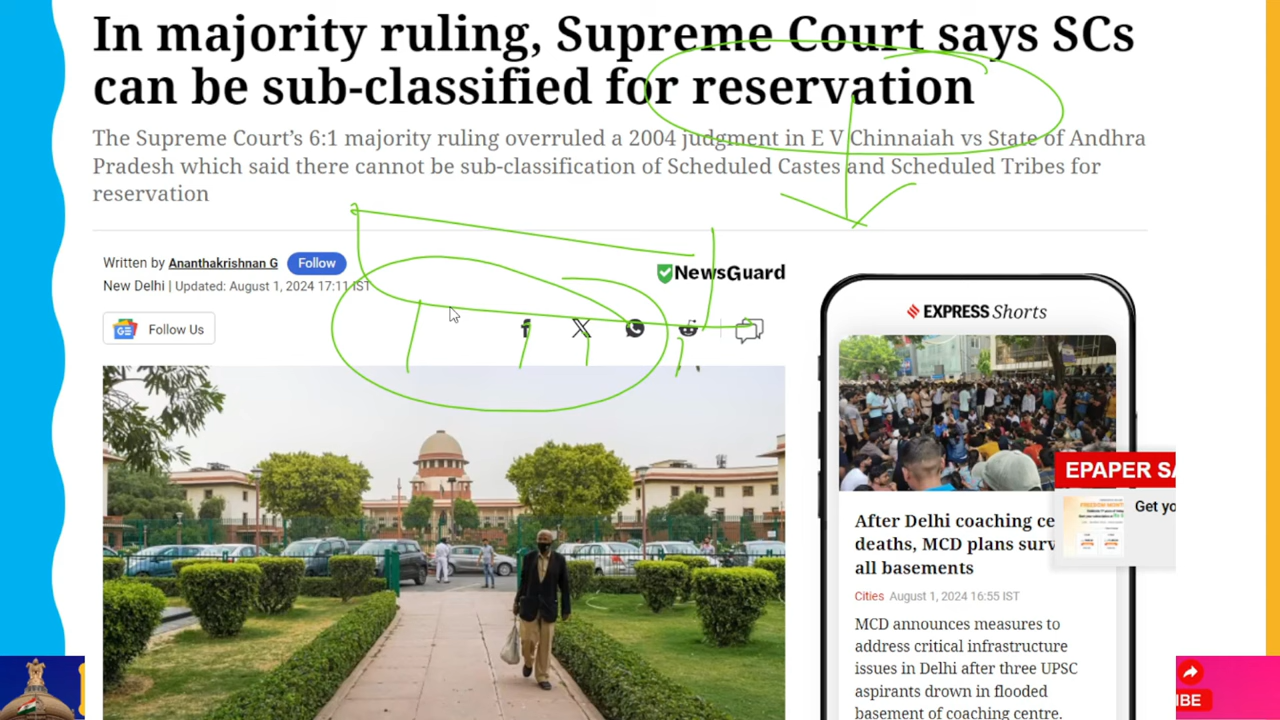 In majority ruling, Supreme Court says SCs
can be sub-classified for reservation
The Supreme Court's 6:1 majority ruling overruled a 2004 judgment in E V Chinnaiah vs State of Andhra
Pradesh which said there cannot be sub-classification of Scheduled Castes and Scheduled Tribes for
reservation
Written by Ananthakrishnan G Follow
New Delhi | Updated: August 1, 2024 17:11 IST
NewsGuard
Follow Us
EXPRESS Shorts
EPAPER
Get
After Delhi coaching
deaths, MCD plans
all basements
Cities August 1, 2024 16:55 IST
MCD announces measures to
address critical infrastructure
issues in Delhi after three UPSC
aspirants drown in flooded
basement of coaching centre.